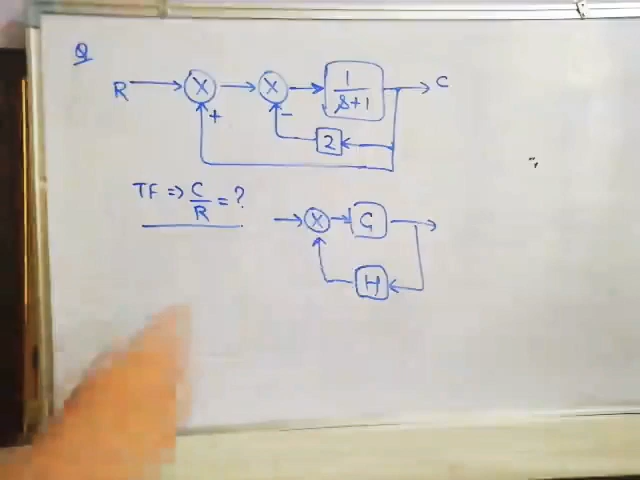 Q
R X X 1/(s+1) C
+ -
2
TF => C/R = ?
X G
H